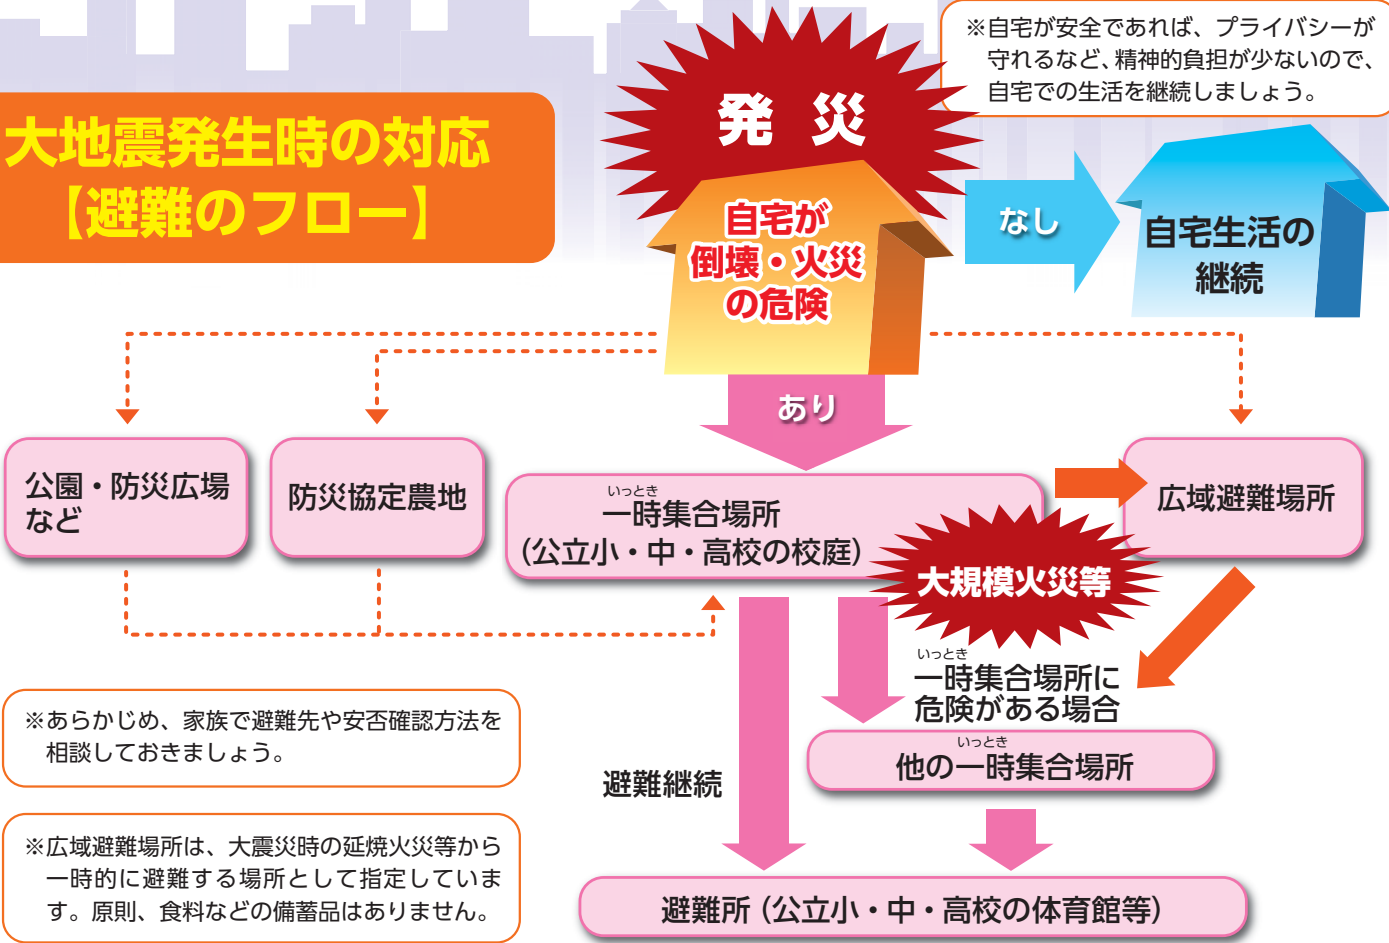 ※自宅が安全であれば、プライバシーが
守れるなど、精神的負担が少ないので、
自宅での生活を継続しましょう。
大地震発生時の対応
【避難のフロー】
発 災
自宅が
倒壊・火災
の危険
なし
自宅生活の
継続
あり
公園・防災広場
など
防災協定農地
いっとき
一時集合場所
（公立小・中・高校の校庭）
広域避難場所
大規模火災等
いっとき
一時集合場所に
危険がある場合
いっとき
他の一時集合場所
避難継続
※あらかじめ、家族で避難先や安否確認方法を
相談しておきましょう。
※広域避難場所は、大震災時の延焼火災等から
一時的に避難する場所として指定していま
す。原則、食料などの備蓄品はありません。
避難所（公立小・中・高校の体育館等）